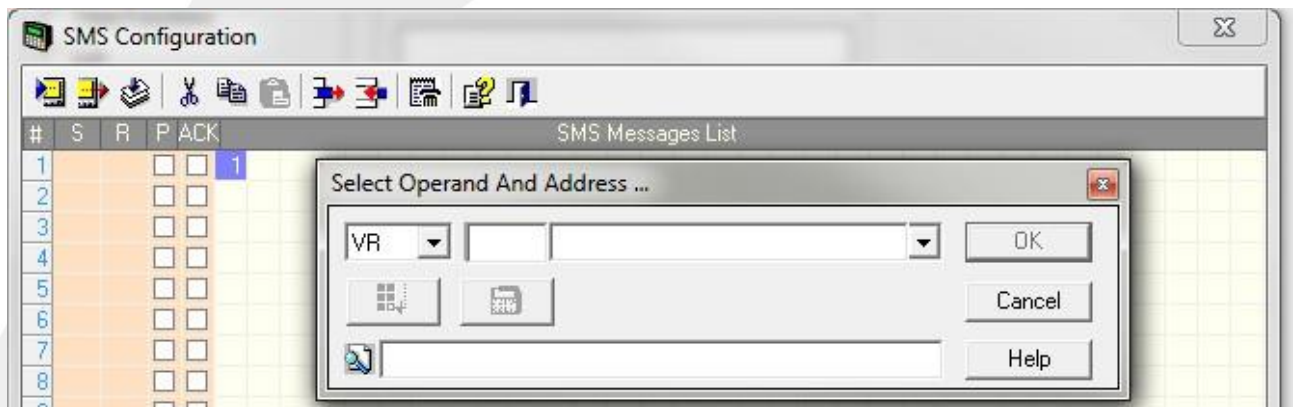 SMS Configuration
# S R P ACK SMS Messages List
1 1
2
3
4
5
6
7
8
Select Operand And Address ...
VR OK
Cancel
Help